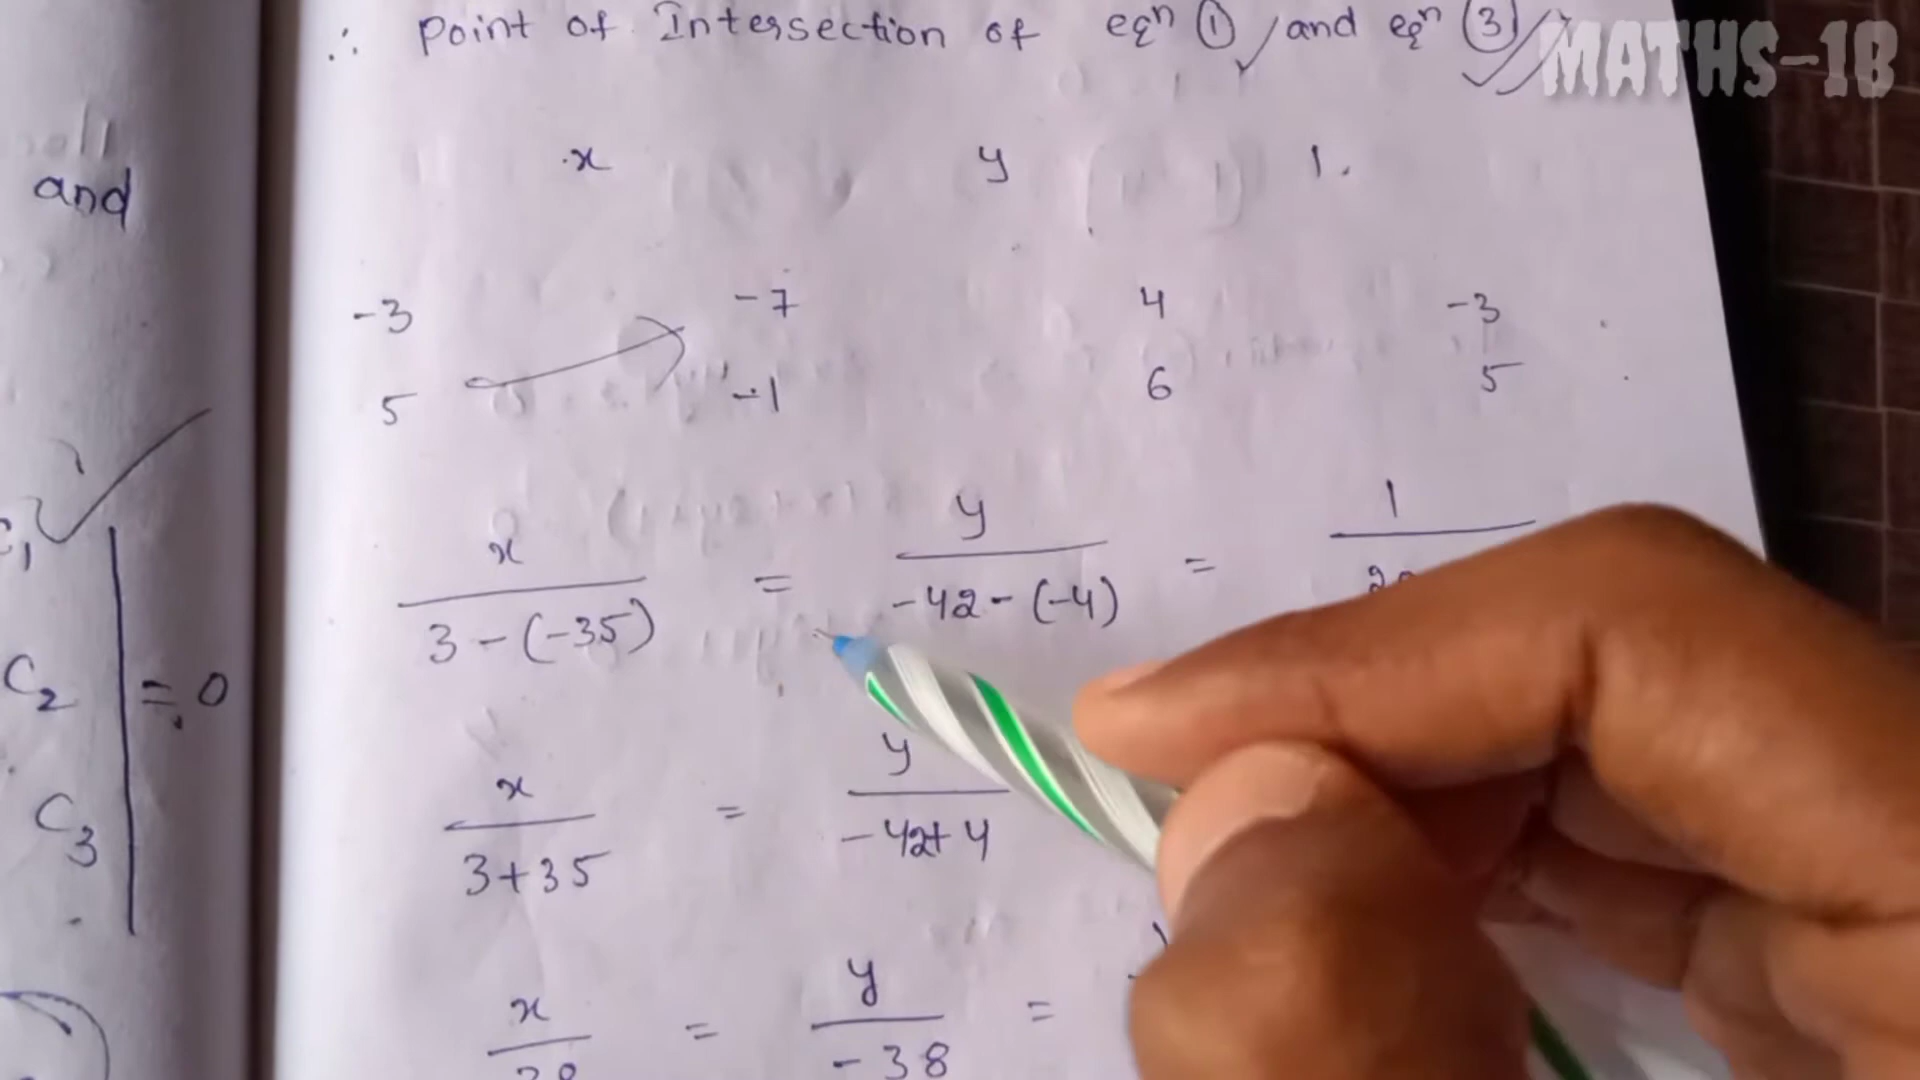 and
C₁
C₂ = 0
C₃
∴ Point of Intersection of eqⁿ ① and eqⁿ ③
MATHS-1B
x y 1.
-3 -7 4 -3
5 -1 6 5
x/(3-(-35)) = y/(-42-(-4)) = 1/
x/(3+35) = y/(-42+4)
x/38 = y/(-38) =